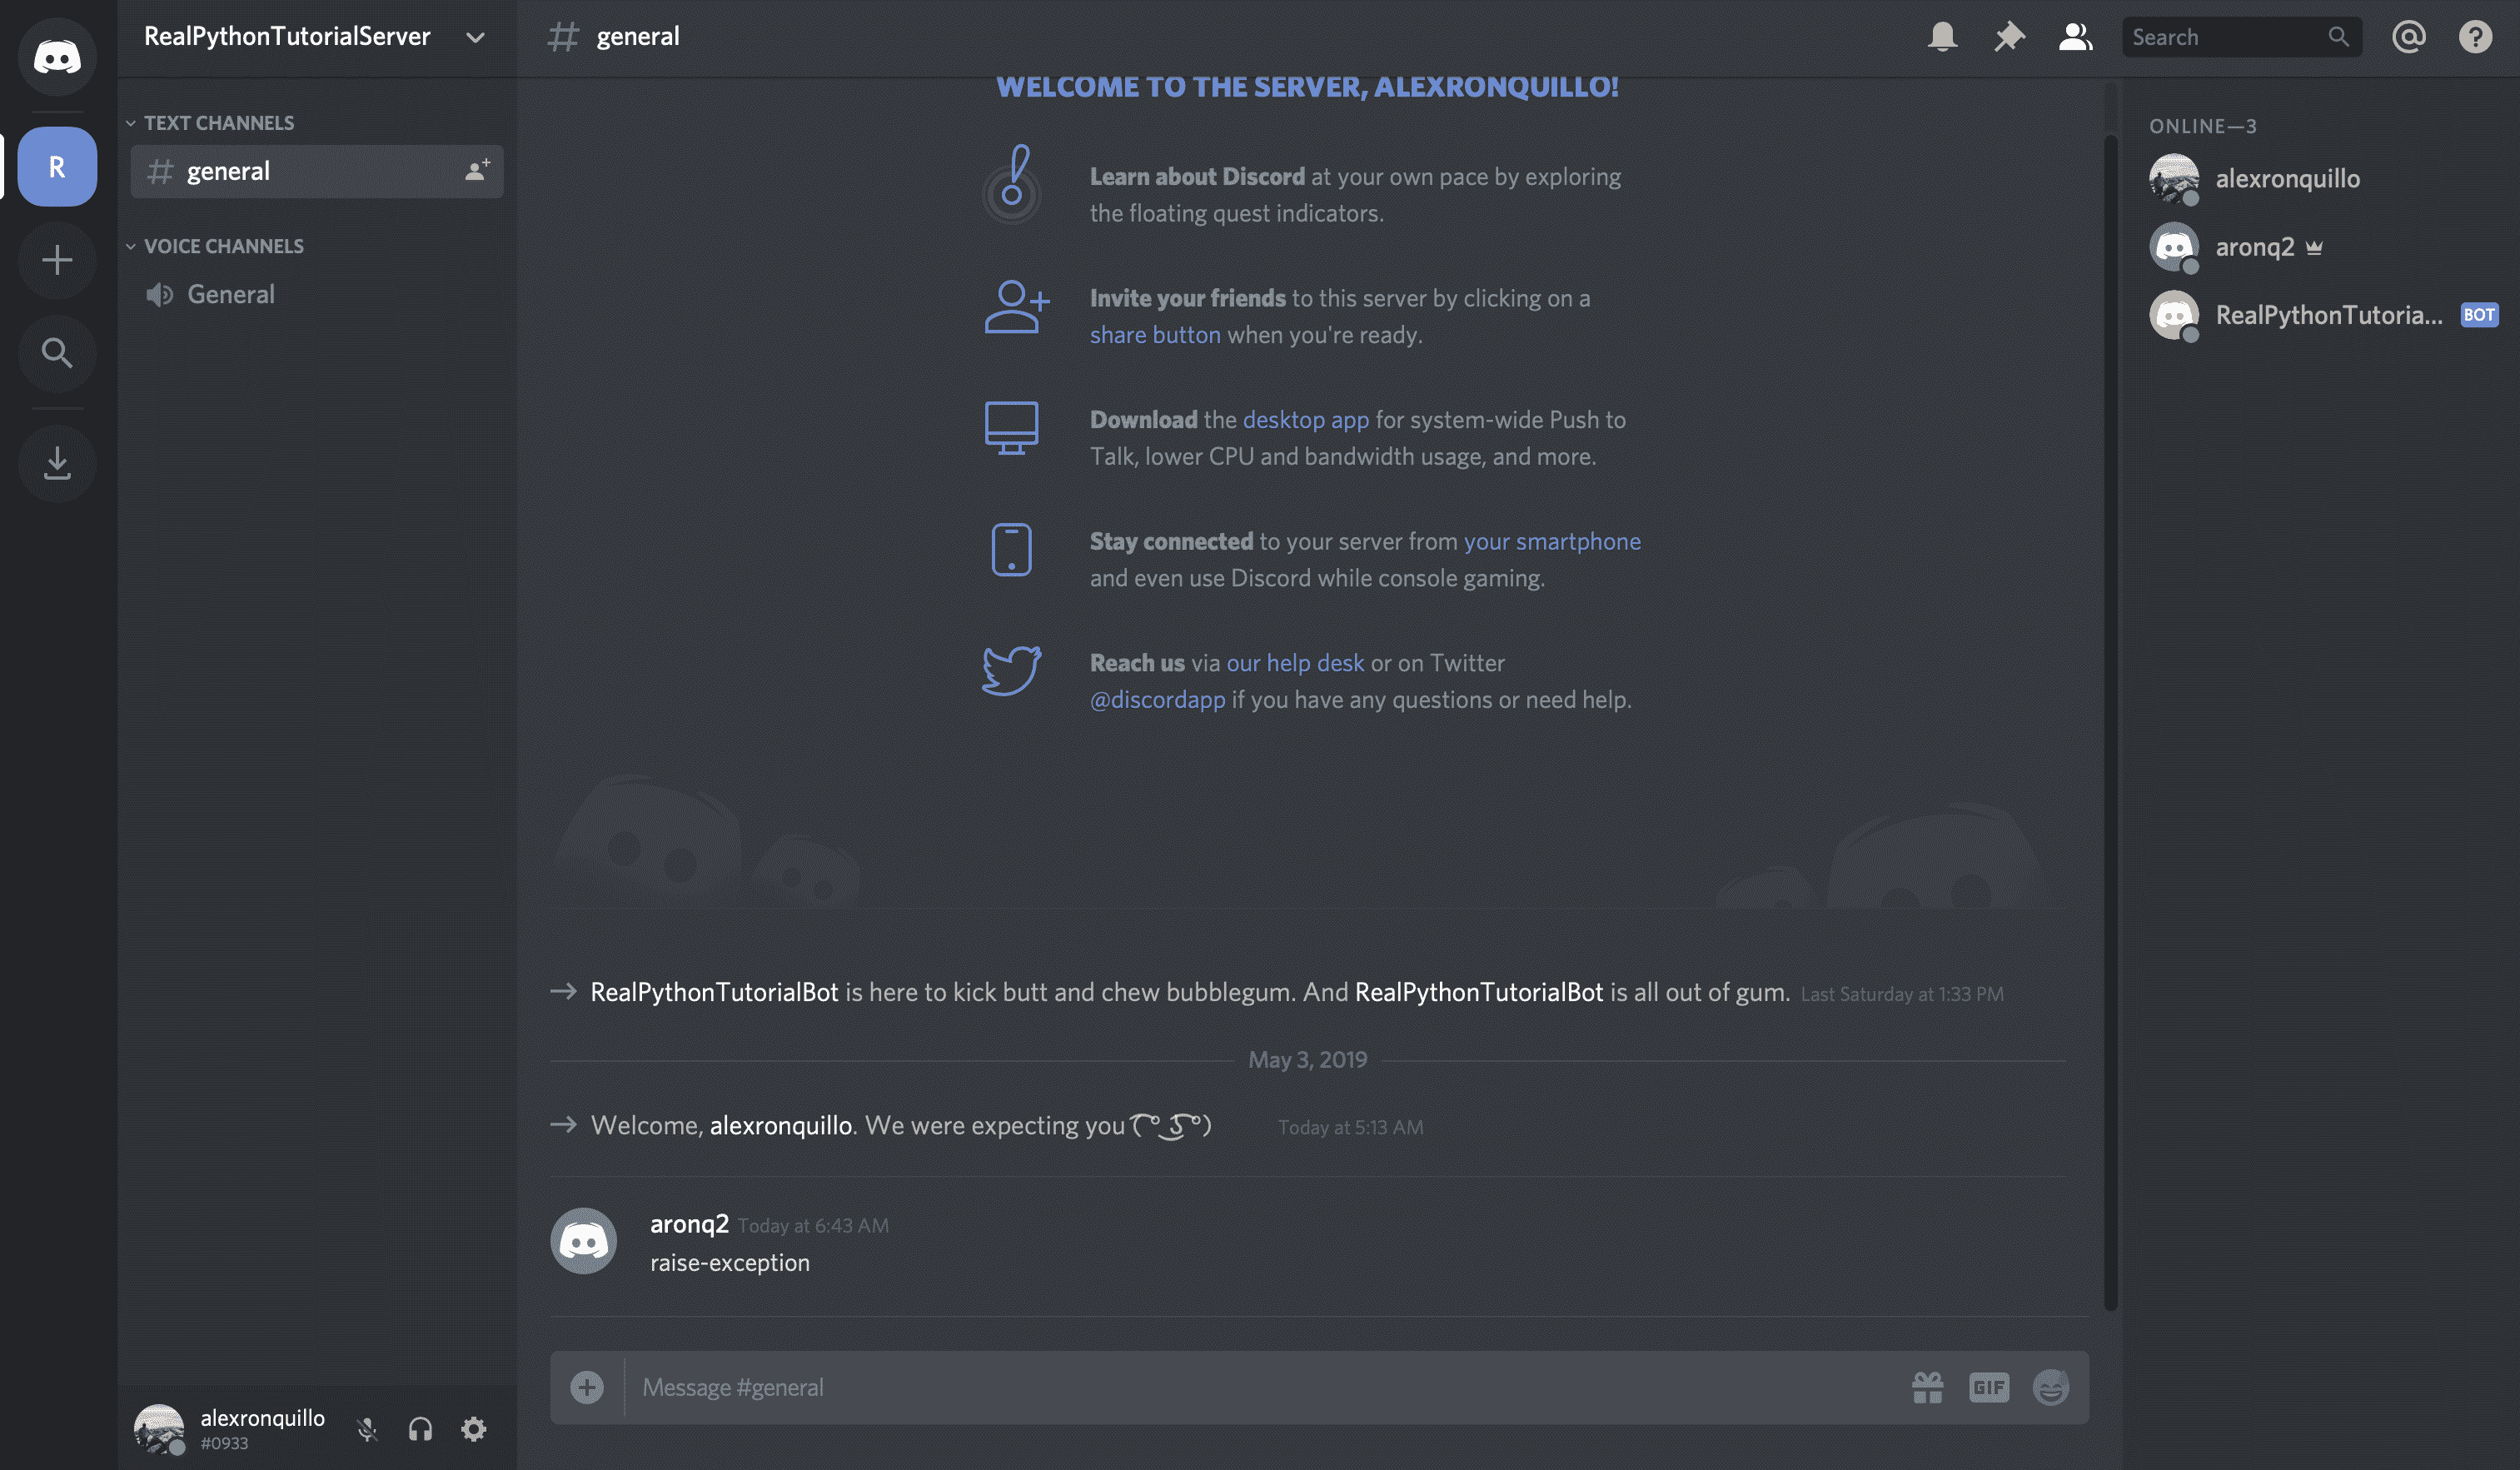 RealPythonTutorialServer
R
TEXT CHANNELS
general
VOICE CHANNELS
General
alexronquillo
#0933
# general
Search
WELCOME TO THE SERVER, ALEXRONQUILLO!
Learn about Discord at your own pace by exploring
the floating quest indicators.
Invite your friends to this server by clicking on a
share button when you're ready.
Download the desktop app for system-wide Push to
Talk, lower CPU and bandwidth usage, and more.
Stay connected to your server from your smartphone
and even use Discord while console gaming.
Reach us via our help desk or on Twitter
@discordapp if you have any questions or need help.
→ RealPythonTutorialBot is here to kick butt and chew bubblegum. And RealPythonTutorialBot is all out of gum. Last Saturday at 1:33 PM
May 3, 2019
→ Welcome, alexronquillo. We were expecting you ( ͡° ͜ʖ ͡°) Today at 5:13 AM
aronq2 Today at 6:43 AM
raise-exception
Message #general
GIF
ONLINE—3
alexronquillo
aronq2
RealPythonTutoria... BOT